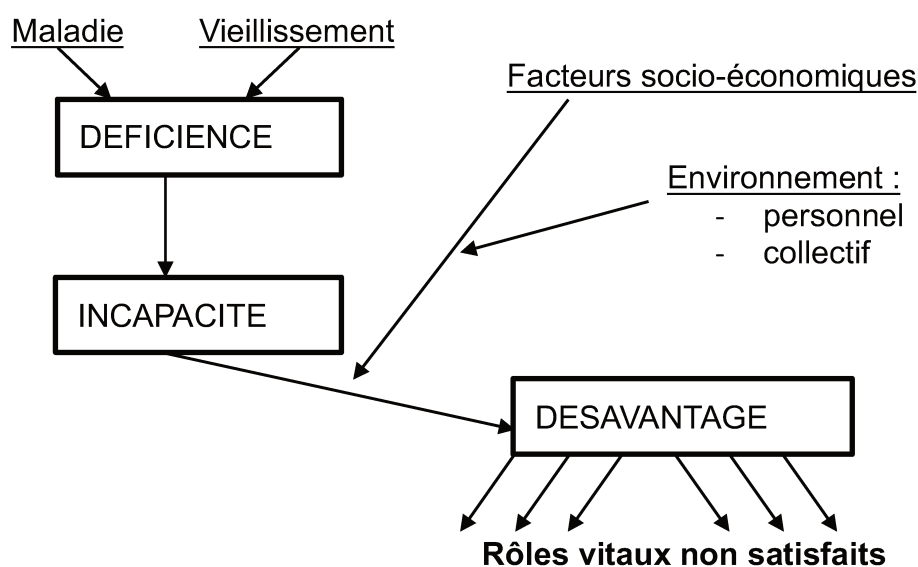 Maladie
Vieillissement
Facteurs socio-économiques
DEFICIENCE
Environnement :
- personnel
- collectif
INCAPACITE
DESAVANTAGE
Rôles vitaux non satisfaits